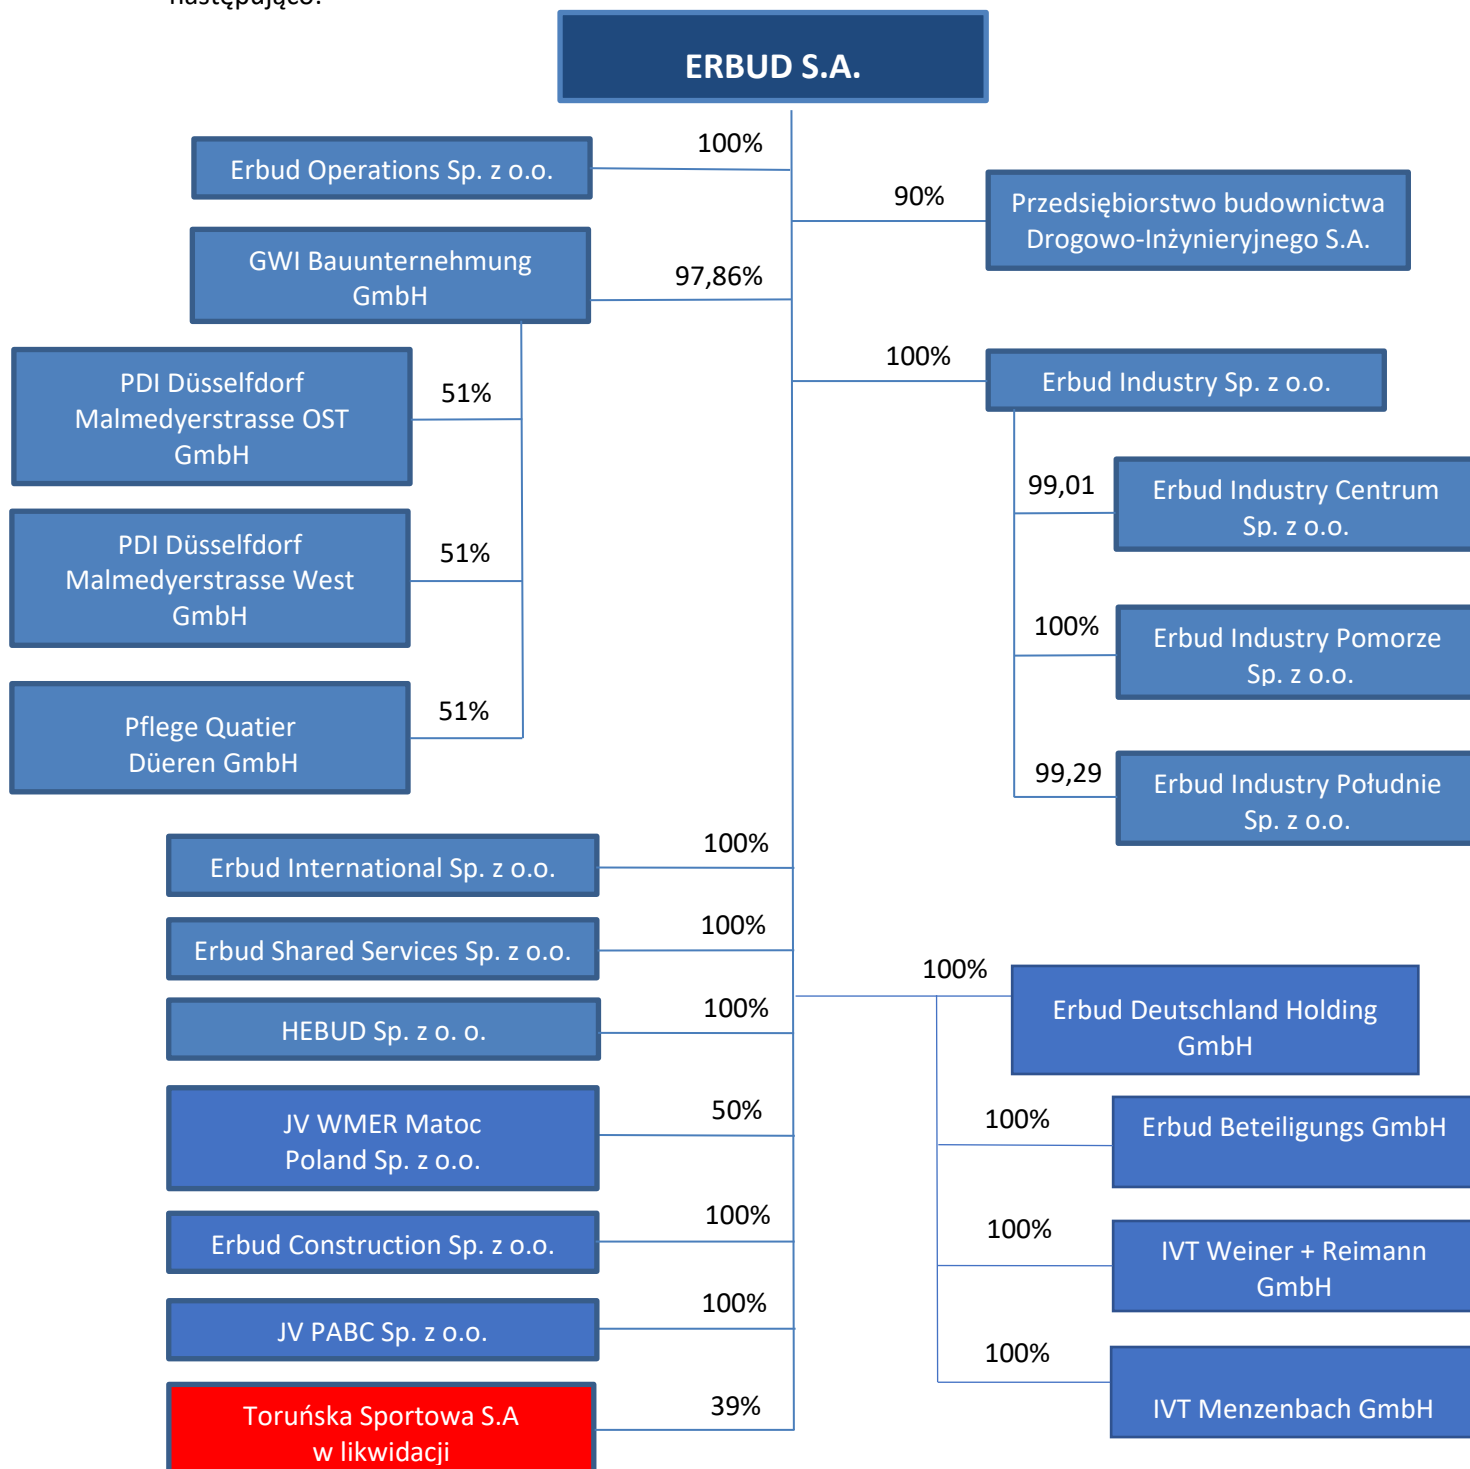 następująco:
ERBUD S.A.
100%
Erbud Operations Sp. z o.o.
90%
Przedsiębiorstwo budownictwa
Drogowo-Inżynieryjnego S.A.
GWI Bauunternehmung
GmbH
97,86%
100%
Erbud Industry Sp. z o.o.
PDI Düsselfdorf
Malmedyerstrasse OST
GmbH
51%
99,01
Erbud Industry Centrum
Sp. z o.o.
PDI Düsselfdorf
Malmedyerstrasse West
GmbH
51%
100%
Erbud Industry Pomorze
Sp. z o.o.
Pflege Quatier
Düeren GmbH
51%
99,29
Erbud Industry Południe
Sp. z o.o.
Erbud International Sp. z o.o.
100%
Erbud Shared Services Sp. z o.o.
100%
100%
Erbud Deutschland Holding
GmbH
HEBUD Sp. z o. o.
100%
JV WMER Matoc
Poland Sp. z o.o.
50%
100%
Erbud Beteiligungs GmbH
Erbud Construction Sp. z o.o.
100%
100%
IVT Weiner + Reimann
GmbH
JV PABC Sp. z o.o.
100%
100%
IVT Menzenbach GmbH
Toruńska Sportowa S.A
w likwidacji
39%